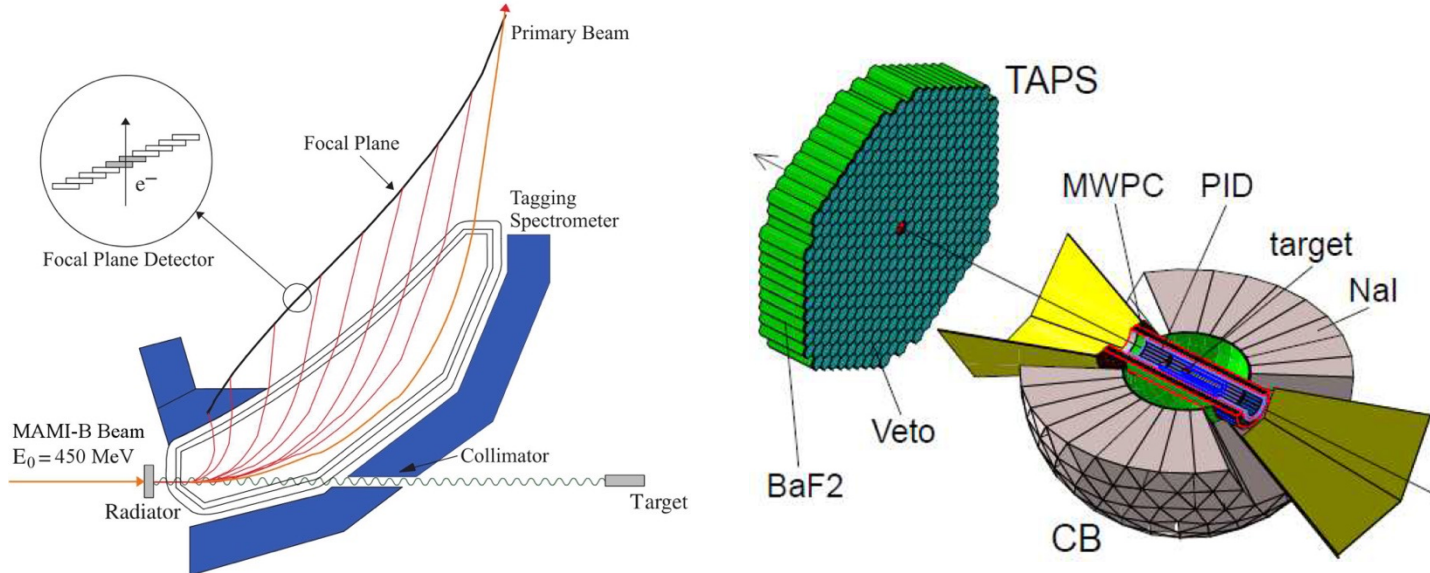 Primary Beam
Focal Plane
e⁻
Tagging
Spectrometer
Focal Plane Detector
MAMI-B Beam
E₀ = 450 MeV
Collimator
Radiator
Target
TAPS
MWPC
PID
target
NaI
Veto
BaF2
CB